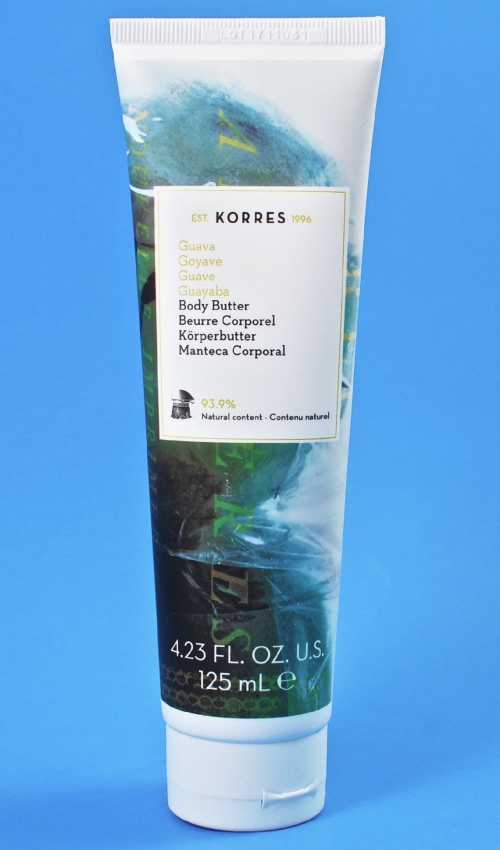 LOT1711031
EST. KORRES 1996
Guava
Goyave
Guave
Guayaba
Body Butter
Beurre Corporel
Körperbutter
Manteca Corporal
93.9%
Natural content - Contenu naturel
4.23 FL. OZ. U.S.
125 mL ℮